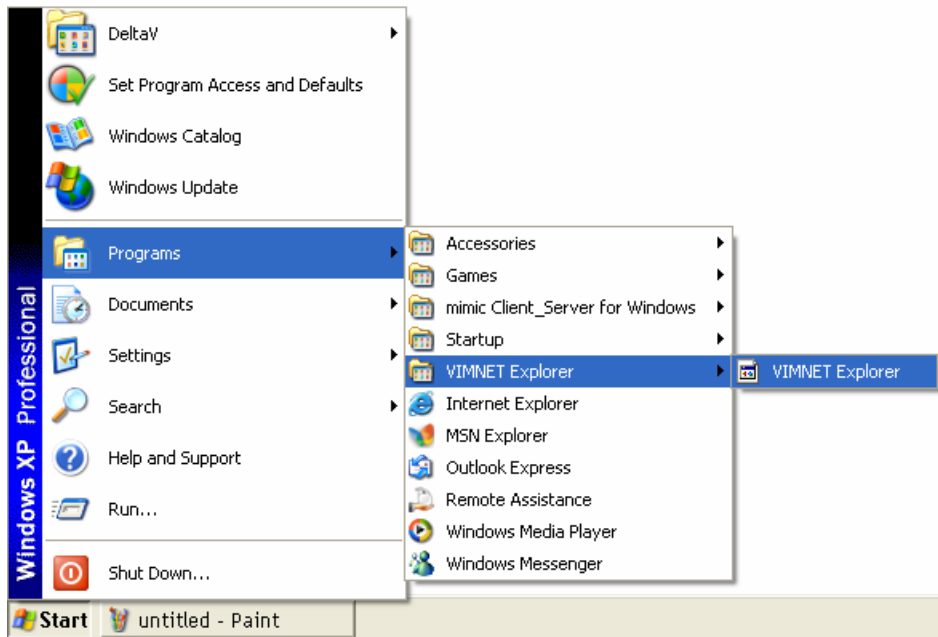 DeltaV
Set Program Access and Defaults
Windows Catalog
Windows Update
Programs
Documents
Settings
Search
Help and Support
Run...
Shut Down...
Windows XP Professional
Accessories
Games
mimic Client_Server for Windows
Startup
VIMNET Explorer
Internet Explorer
MSN Explorer
Outlook Express
Remote Assistance
Windows Media Player
Windows Messenger
VIMNET Explorer
Start
untitled - Paint